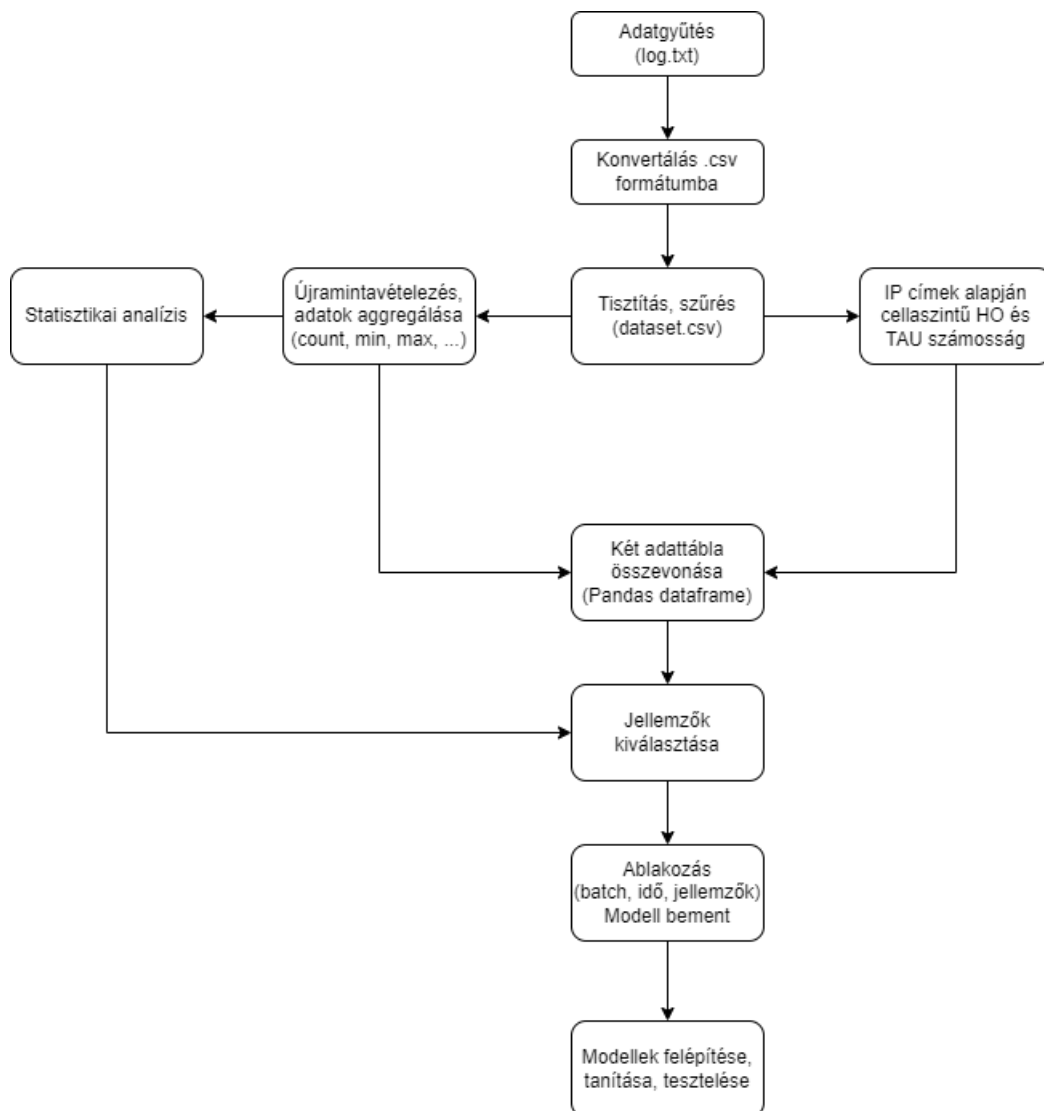 Adatgyűtés
(log.txt)
Konvertálás .csv
formátumba
Statisztikai analízis
Újramintavételezés,
adatok aggregálása
(count, min, max, ...)
Tisztítás, szűrés
(dataset.csv)
IP címek alapján
cellaszintű HO és
TAU számosság
Két adattábla
összevonása
(Pandas dataframe)
Jellemzők
kiválasztása
Ablakozás
(batch, idő, jellemzők)
Modell bement
Modellek felépítése,
tanítása, tesztelése